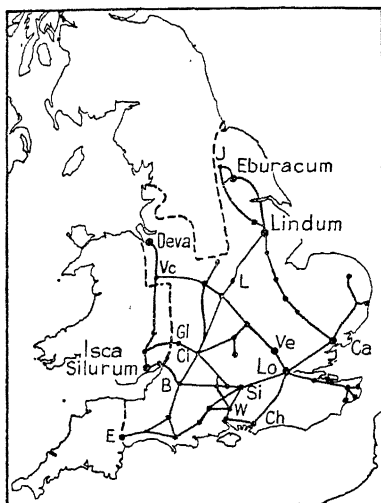 Eburacum
Lindum
Deva
Vc
L
Gl
Isca
Silurum
Ci
Ve
Lo
Ca
B
Si
W
Ch
E